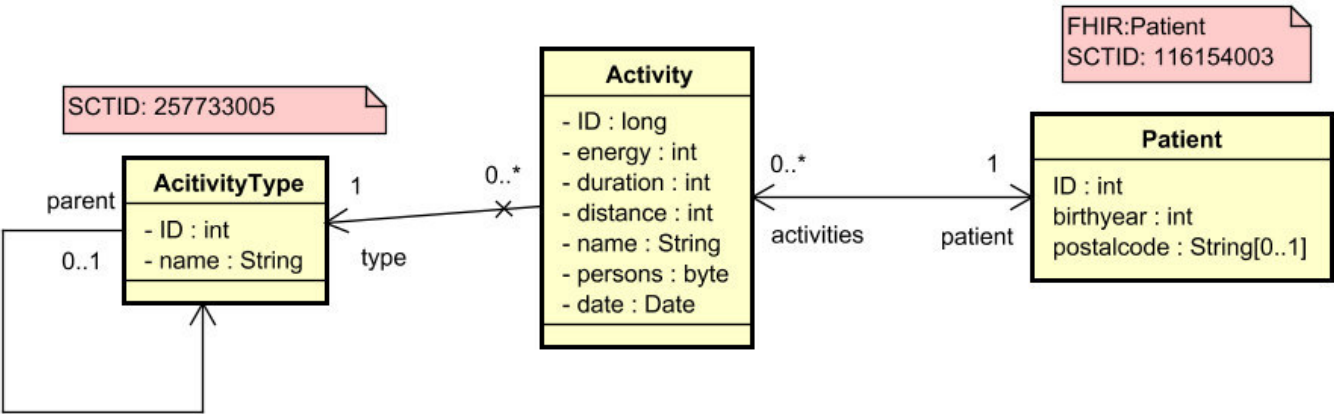 FHIR:Patient
SCTID: 116154003
SCTID: 257733005
Activity
- ID : long
- energy : int
- duration : int
- distance : int
- name : String
- persons : byte
- date : Date
Patient
ID : int
birthyear : int
postalcode : String[0..1]
AcitivityType
- ID : int
- name : String
parent
0..1
1
type
0..*
0..*
activities
1
patient